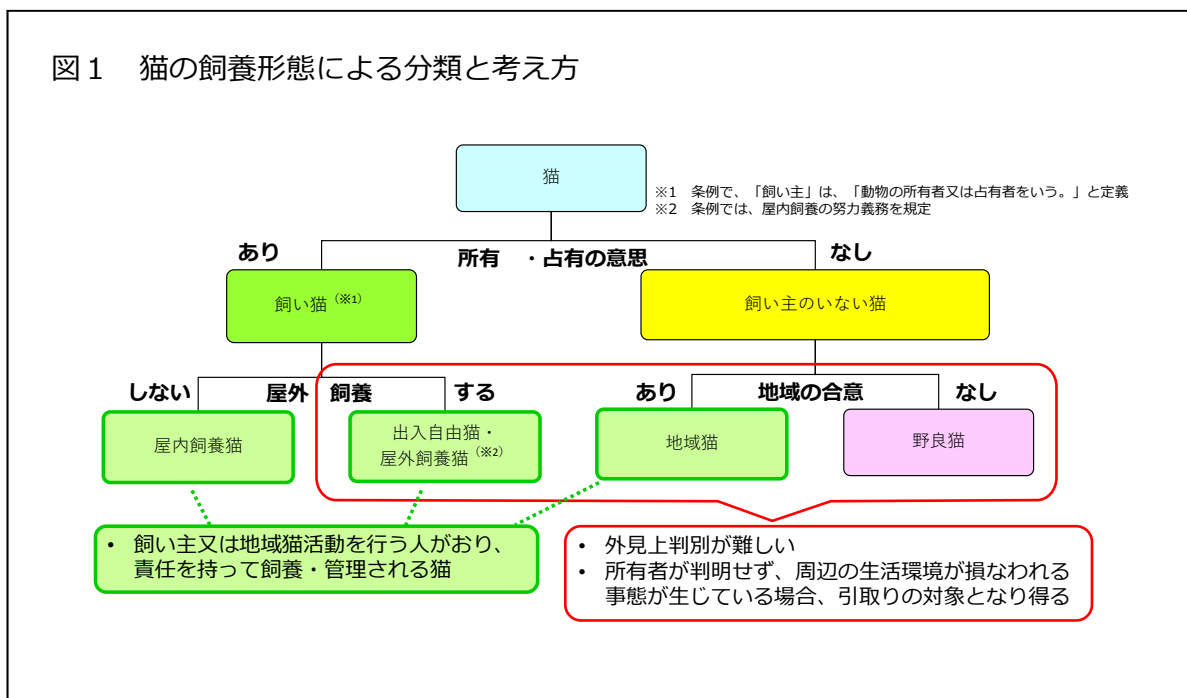 図1 猫の飼養形態による分類と考え方
猫
※1 条例で、「飼い主」は、「動物の所有者又は占有者をいう。」と定義
※2 条例では、屋内飼養の努力義務を規定
あり
所有 ・占有の意思
なし
飼い猫(※1)
飼い主のいない猫
しない
屋外 飼養
する
あり
地域の合意
なし
屋内飼養猫
出入自由猫・
屋外飼養猫(※2)
地域猫
野良猫
• 飼い主又は地域猫活動を行う人がおり、
責任を持って飼養・管理される猫
• 外見上判別が難しい
• 所有者が判明せず、周辺の生活環境が損なわれる
事態が生じている場合、引取りの対象となり得る